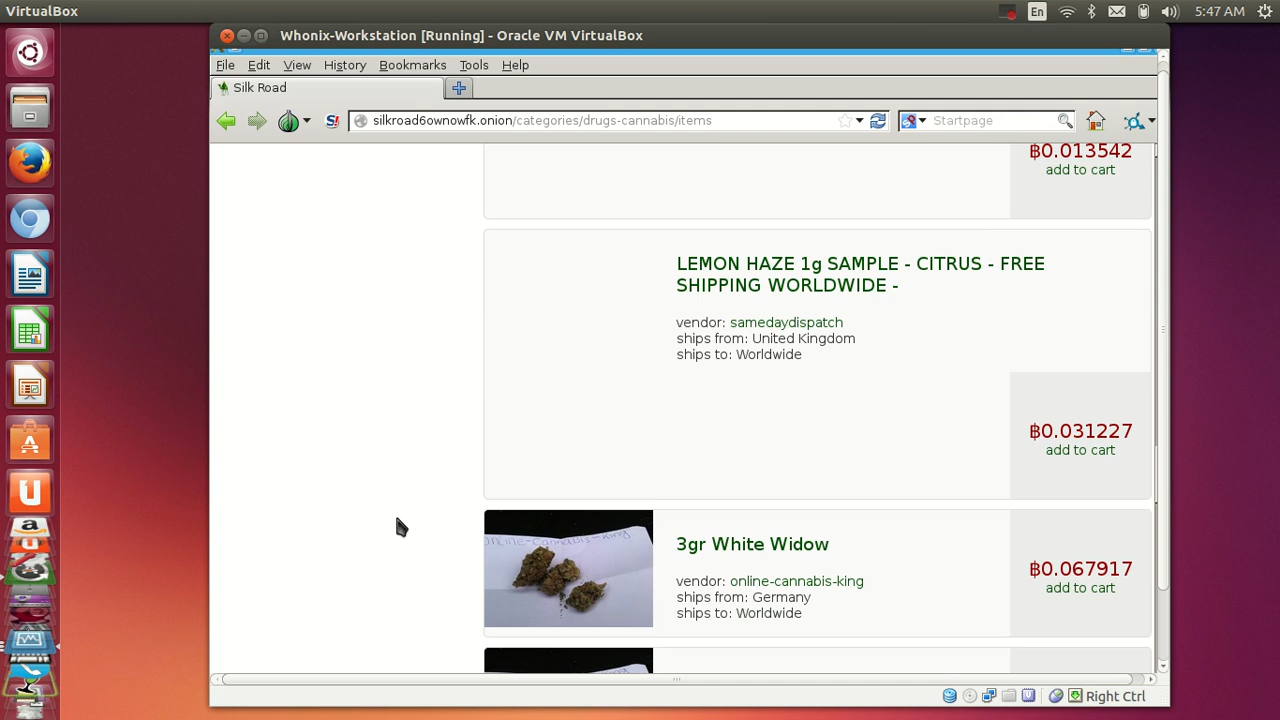 VirtualBox
En
5:47 AM
Whonix-Workstation [Running] - Oracle VM VirtualBox
File Edit View History Bookmarks Tools Help
Silk Road
silkroad6ownowfk.onion/categories/drugs-cannabis/items
Startpage
฿0.013542
add to cart
LEMON HAZE 1g SAMPLE - CITRUS - FREE
SHIPPING WORLDWIDE -
vendor: samedaydispatch
ships from: United Kingdom
ships to: Worldwide
฿0.031227
add to cart
online-cannabis-king
3gr White Widow
vendor: online-cannabis-king
ships from: Germany
ships to: Worldwide
฿0.067917
add to cart
Right Ctrl